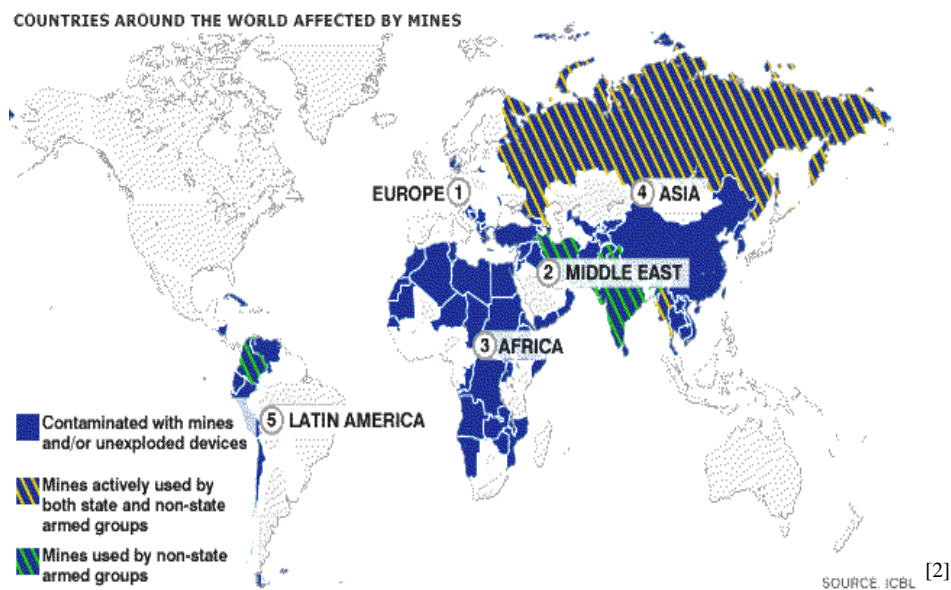 COUNTRIES AROUND THE WORLD AFFECTED BY MINES
EUROPE 1
4 ASIA
2 MIDDLE EAST
3 AFRICA
5 LATIN AMERICA
Contaminated with mines
and/or unexploded devices
Mines actively used by
both state and non-state
armed groups
Mines used by non-state
armed groups
SOURCE: ICBL
[2]